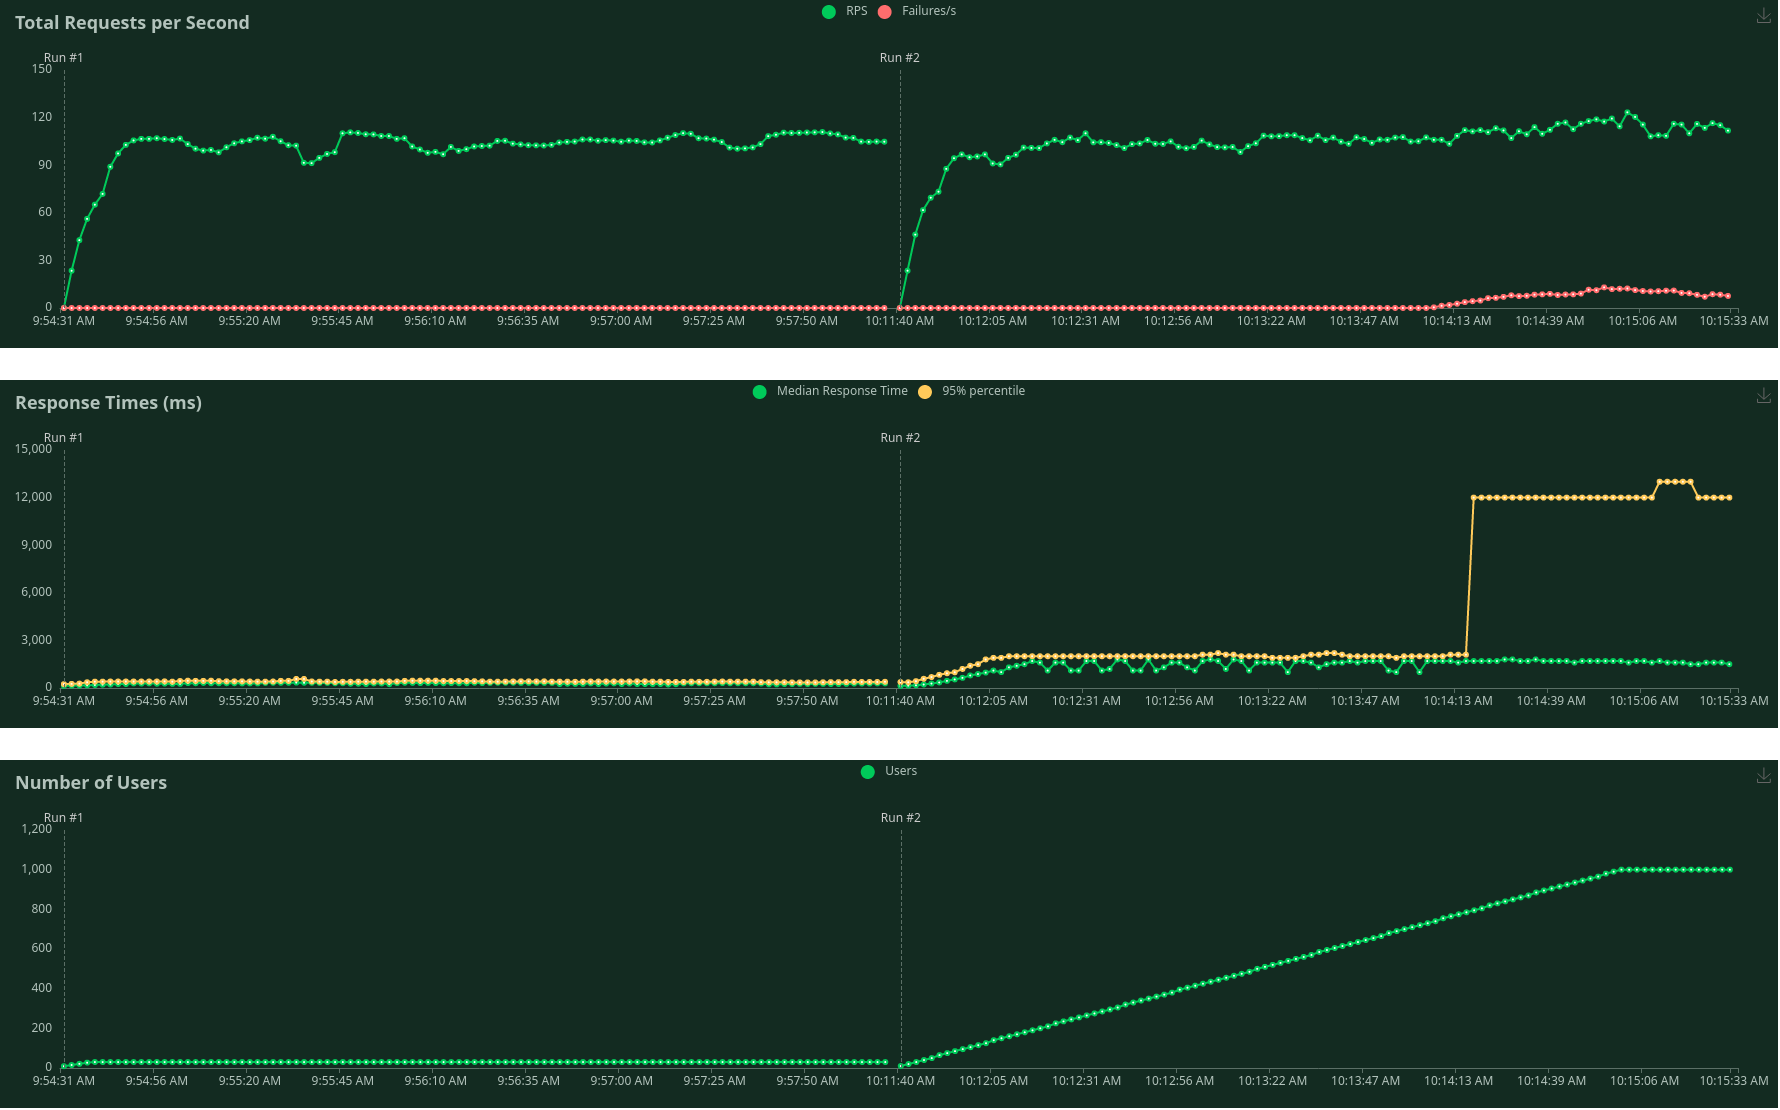 RPS Failures/s
Total Requests per Second
Run #1 Run #2
150
120
90
60
30
0
9:54:31 AM 9:54:56 AM 9:55:20 AM 9:55:45 AM 9:56:10 AM 9:56:35 AM 9:57:00 AM 9:57:25 AM 9:57:50 AM 10:11:40 AM 10:12:05 AM 10:12:31 AM 10:12:56 AM 10:13:22 AM 10:13:47 AM 10:14:13 AM 10:14:39 AM 10:15:06 AM 10:15:33 AM
Median Response Time 95% percentile
Response Times (ms)
Run #1 Run #2
15,000
12,000
9,000
6,000
3,000
0
9:54:31 AM 9:54:56 AM 9:55:20 AM 9:55:45 AM 9:56:10 AM 9:56:35 AM 9:57:00 AM 9:57:25 AM 9:57:50 AM 10:11:40 AM 10:12:05 AM 10:12:31 AM 10:12:56 AM 10:13:22 AM 10:13:47 AM 10:14:13 AM 10:14:39 AM 10:15:06 AM 10:15:33 AM
Users
Number of Users
Run #1 Run #2
1,200
1,000
800
600
400
200
0
9:54:31 AM 9:54:56 AM 9:55:20 AM 9:55:45 AM 9:56:10 AM 9:56:35 AM 9:57:00 AM 9:57:25 AM 9:57:50 AM 10:11:40 AM 10:12:05 AM 10:12:31 AM 10:12:56 AM 10:13:22 AM 10:13:47 AM 10:14:13 AM 10:14:39 AM 10:15:06 AM 10:15:33 AM